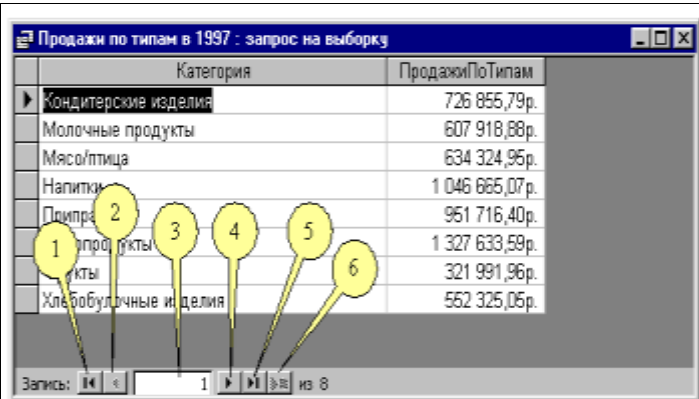 Продажи по типам в 1997 : запрос на выборку
Категория ПродажиПоТипам
Кондитерские изделия 726 855,79р.
Молочные продукты 607 918,88р.
Мясо/птица 634 324,95р.
Напитки 1 046 665,07р.
2 951 716,40р.
1 3 4 5 1 327 633,59р.
6 321 991,96р.
Хлебобулочные изделия 552 325,05р.
Запись: 1 из 8